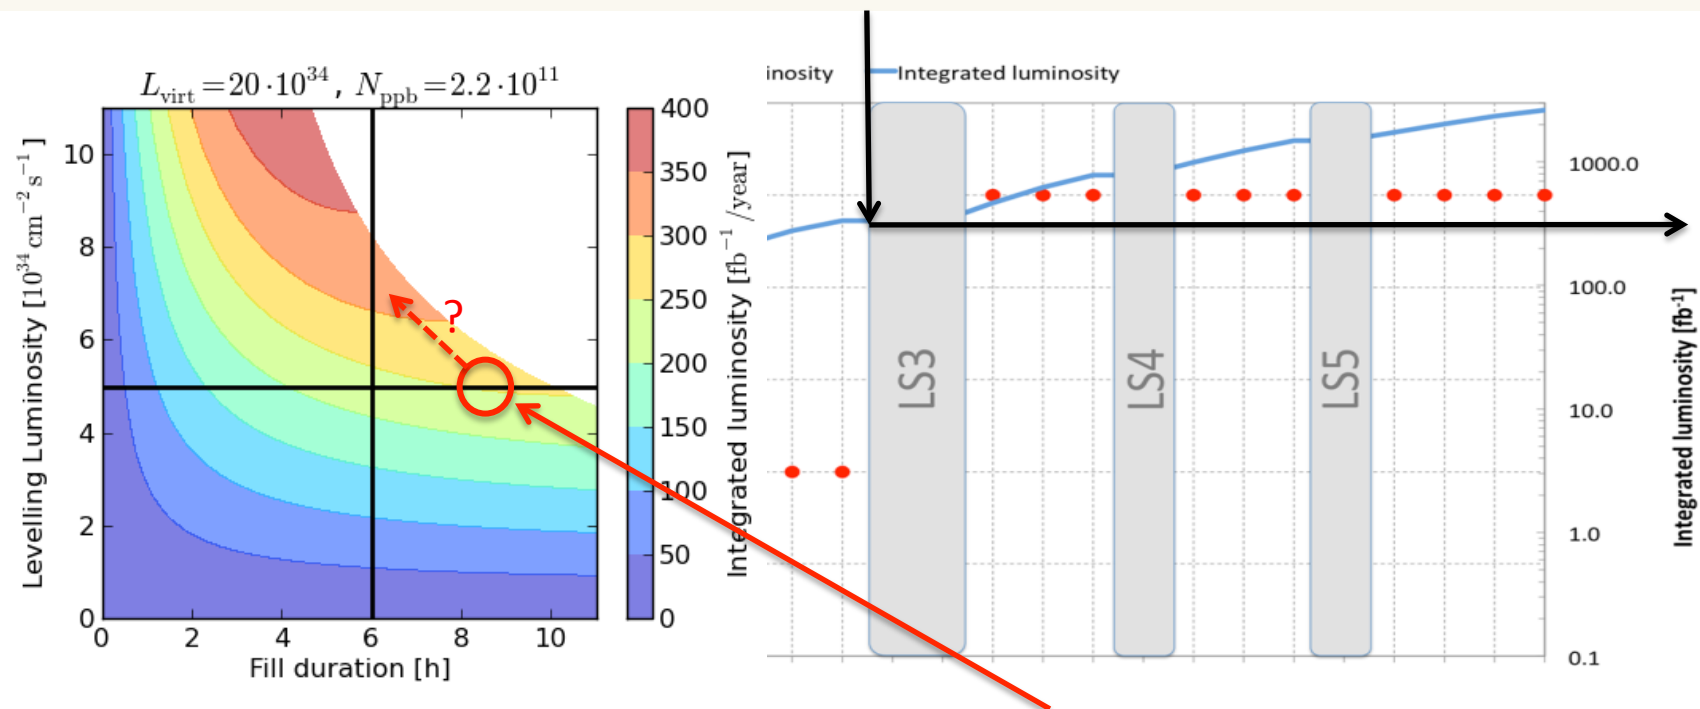 L_virt = 20·10^34 , N_ppb = 2.2·10^11
Levelling Luminosity [10^34 cm^−2 s^−1]
10
8
6
4
2
0
0 2 4 6 8 10
Fill duration [h]
?
400
350
300
250
200
150
100
50
0
Integrated luminosity [fb^−1/year]
inosity
Integrated luminosity
LS3
LS4
LS5
1000.0
100.0
10.0
1.0
0.1
Integrated luminosity [fb^-1]